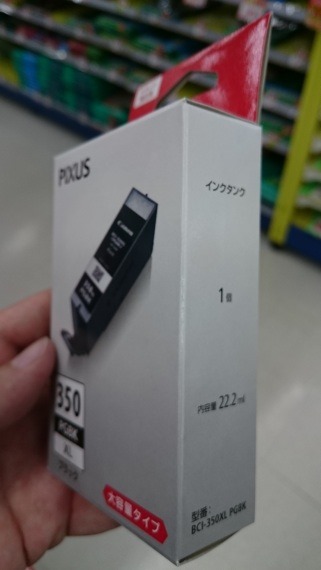 PIXUS
Canon
350
PGBK
XL
ブラック
大容量タイプ
インクタンク
1個
内容量 22.2ml
型番:
BCI-350XL PGBK